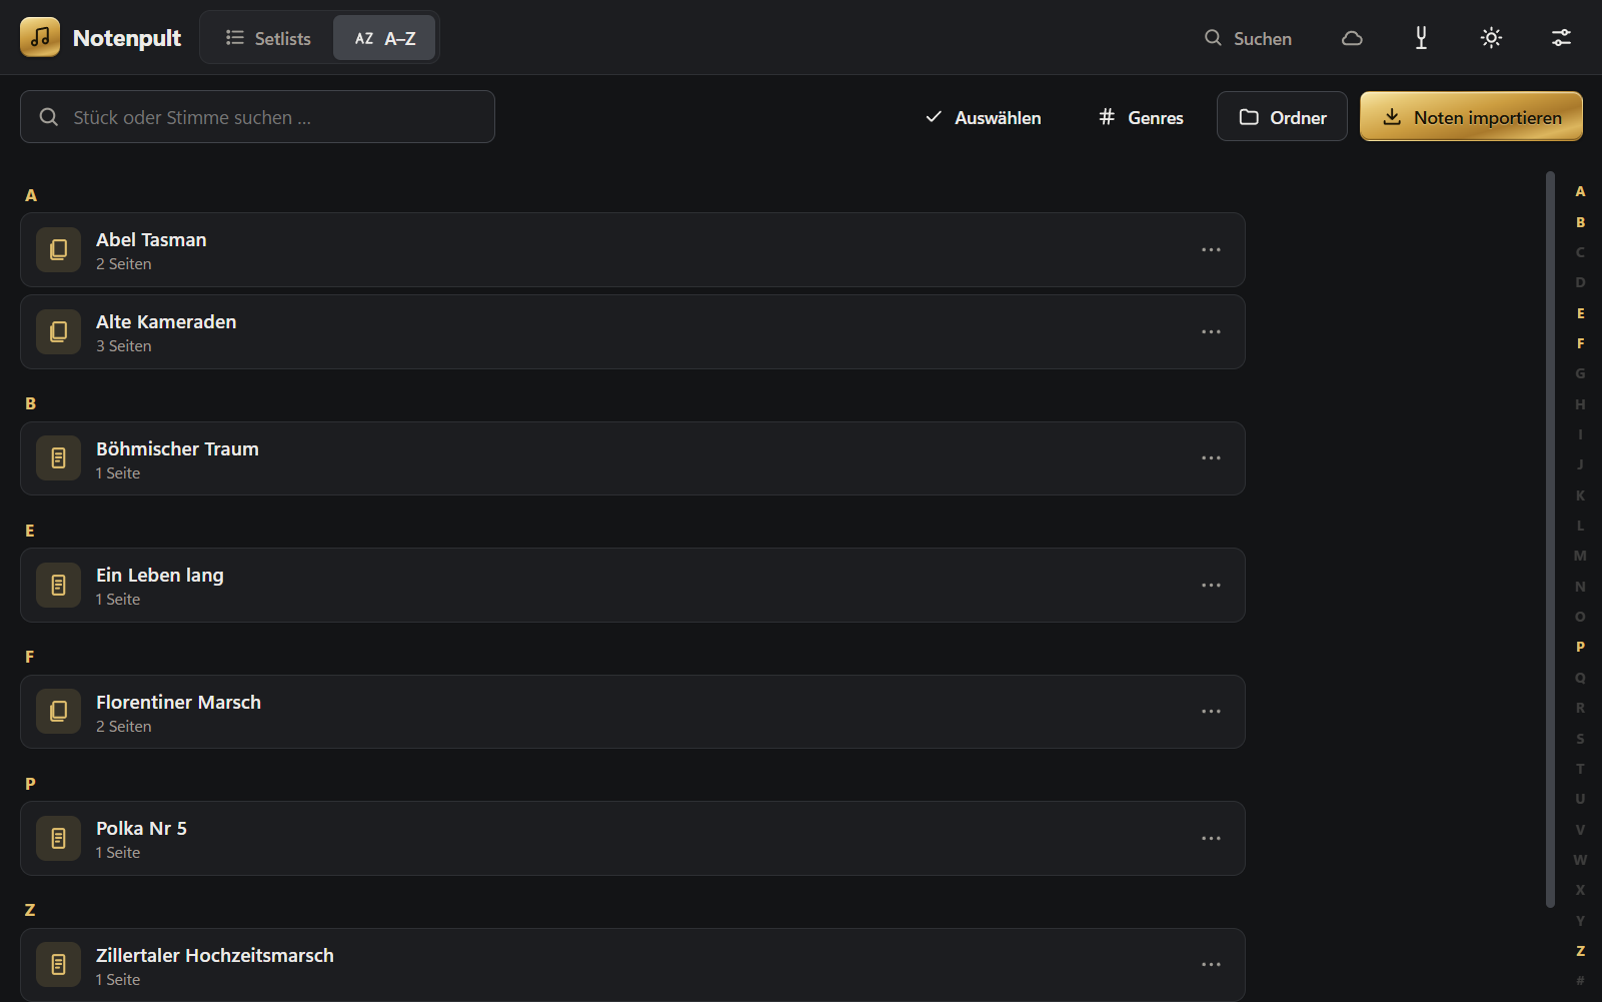 Notenpult
Setlists
AZ A–Z
Suchen
Stück oder Stimme suchen ...
Auswählen
# Genres
Ordner
Noten importieren
A
Abel Tasman
2 Seiten
Alte Kameraden
3 Seiten
B
Böhmischer Traum
1 Seite
E
Ein Leben lang
1 Seite
F
Florentiner Marsch
2 Seiten
P
Polka Nr 5
1 Seite
Z
Zillertaler Hochzeitsmarsch
1 Seite
A
B
C
D
E
F
G
H
I
J
K
L
M
N
O
P
Q
R
S
T
U
V
W
X
Y
Z
#